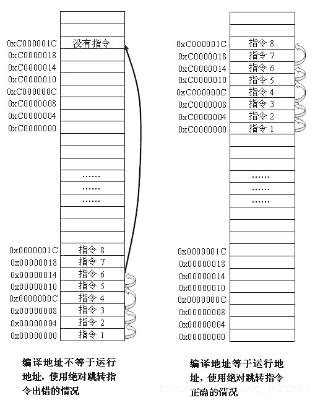 0xC000001C 没有指令
0xC0000018
0xC0000014
0xC0000010
0xC000000C
0xC0000008
0xC0000004
0xC0000000
……
……
……
0x0000001C 指令 8
0x00000018 指令 7
0x00000014 指令 6
0x00000010 指令 5
0x0000000C 指令 4
0x00000008 指令 3
0x00000004 指令 2
0x00000000 指令 1
编译地址不等于运行
地址，使用绝对跳转指
令出错的情况
0xC000001C 指令 8
0xC0000018 指令 7
0xC0000014 指令 6
0xC0000010 指令 5
0xC000000C 指令 4
0xC0000008 指令 3
0xC0000004 指令 2
0xC0000000 指令 1
……
……
……
0x0000001C
0x00000018
0x00000014
0x00000010
0x0000000C
0x00000008
0x00000004
0x00000000
编译地址等于运行地
址，使用绝对跳转指令
正确的情况